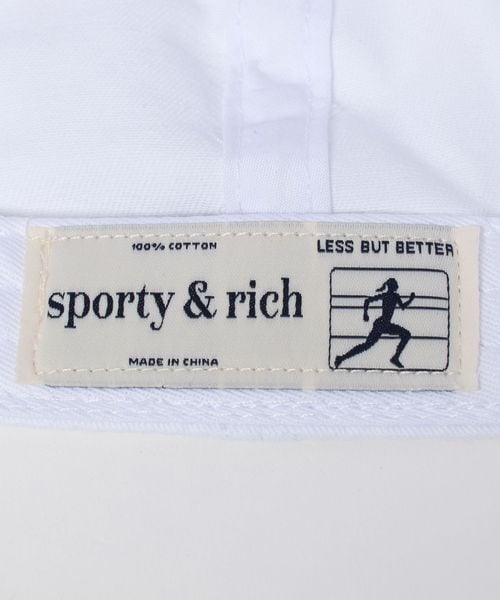 100% COTTON
sporty & rich
MADE IN CHINA
LESS BUT BETTER